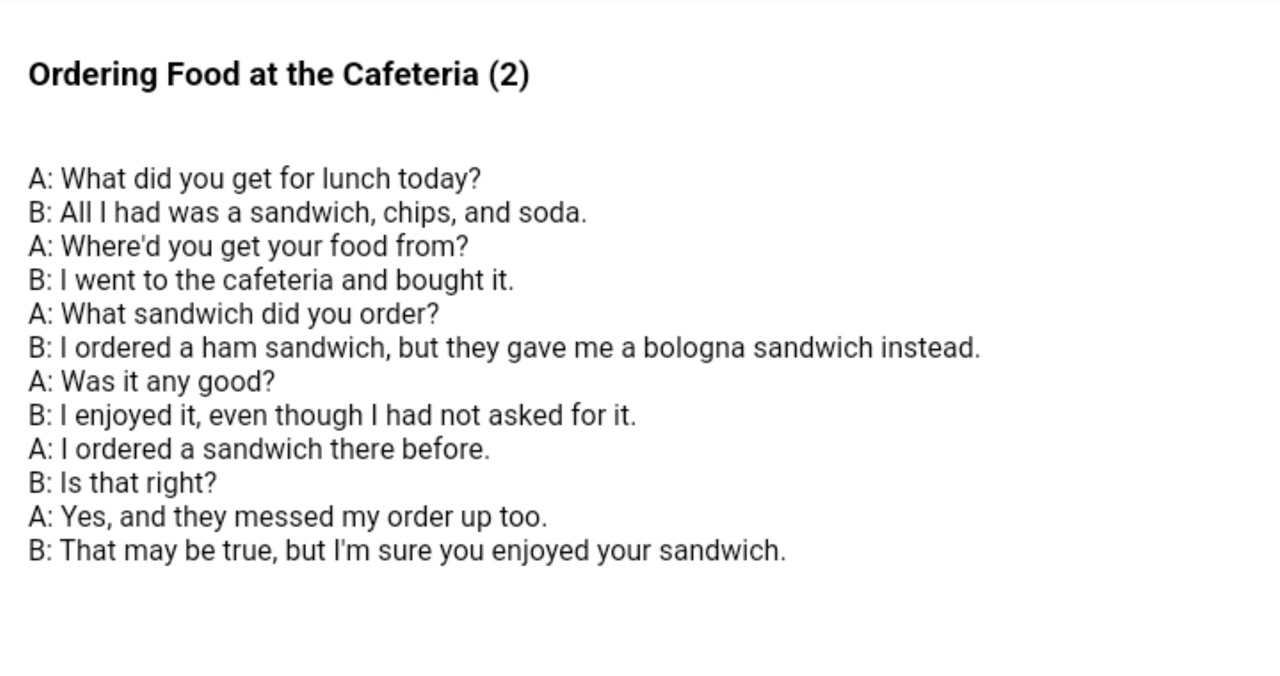 Ordering Food at the Cafeteria (2)
A: What did you get for lunch today?
B: All I had was a sandwich, chips, and soda.
A: Where'd you get your food from?
B: I went to the cafeteria and bought it.
A: What sandwich did you order?
B: I ordered a ham sandwich, but they gave me a bologna sandwich instead.
A: Was it any good?
B: I enjoyed it, even though I had not asked for it.
A: I ordered a sandwich there before.
B: Is that right?
A: Yes, and they messed my order up too.
B: That may be true, but I'm sure you enjoyed your sandwich.